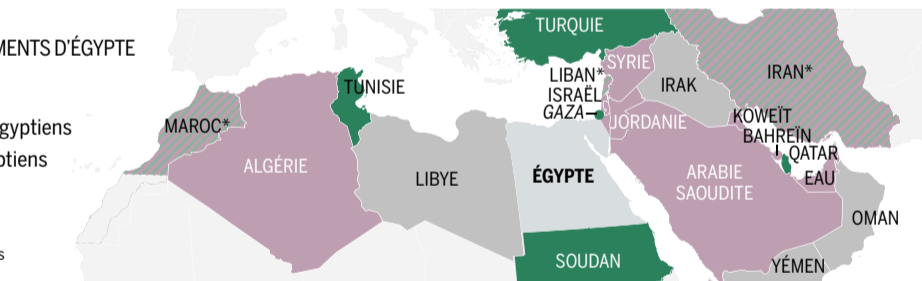 MENTS D'ÉGYPTE
gyptiens
ptiens
s
TURQUIE
SYRIE
LIBAN*
ISRAËL
GAZA
IRAK
IRAN*
TUNISIE
MAROC*
JORDANIE
KOWEÏT
BAHREÏN
QATAR
EAU
ALGÉRIE
LIBYE
ÉGYPTE
ARABIE
SAOUDITE
OMAN
SOUDAN
YÉMEN